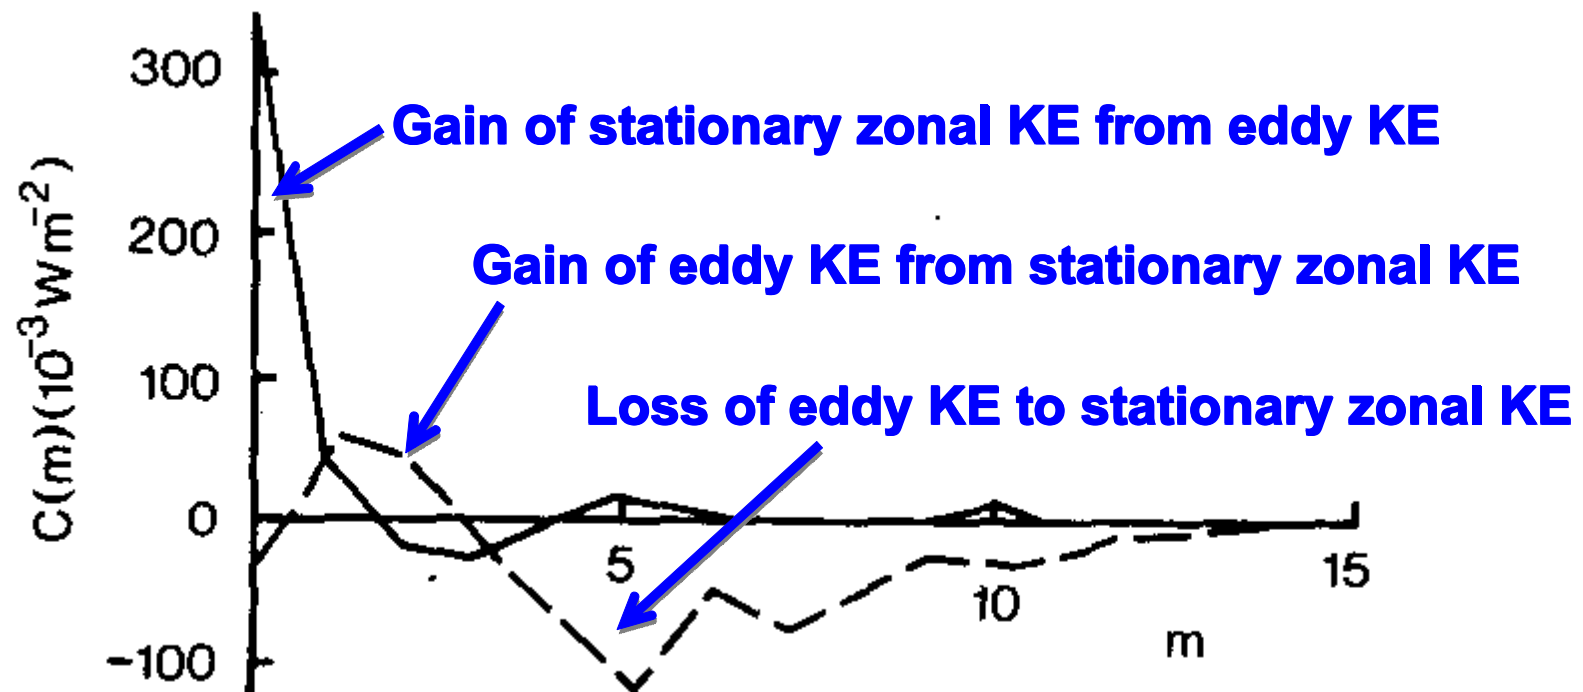 300
Gain of stationary zonal KE from eddy KE
200
Gain of eddy KE from stationary zonal KE
100
Loss of eddy KE to stationary zonal KE
C(m)(10⁻³Wm⁻²)
0
5
10
15
m
-100